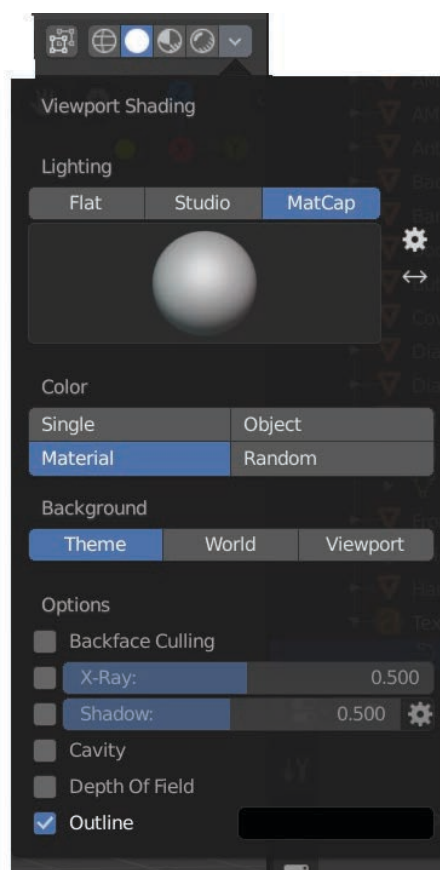 Viewport Shading
Lighting
Flat Studio MatCap
Color
Single Object
Material Random
Background
Theme World Viewport
Options
Backface Culling
X-Ray: 0.500
Shadow: 0.500
Cavity
Depth Of Field
Outline